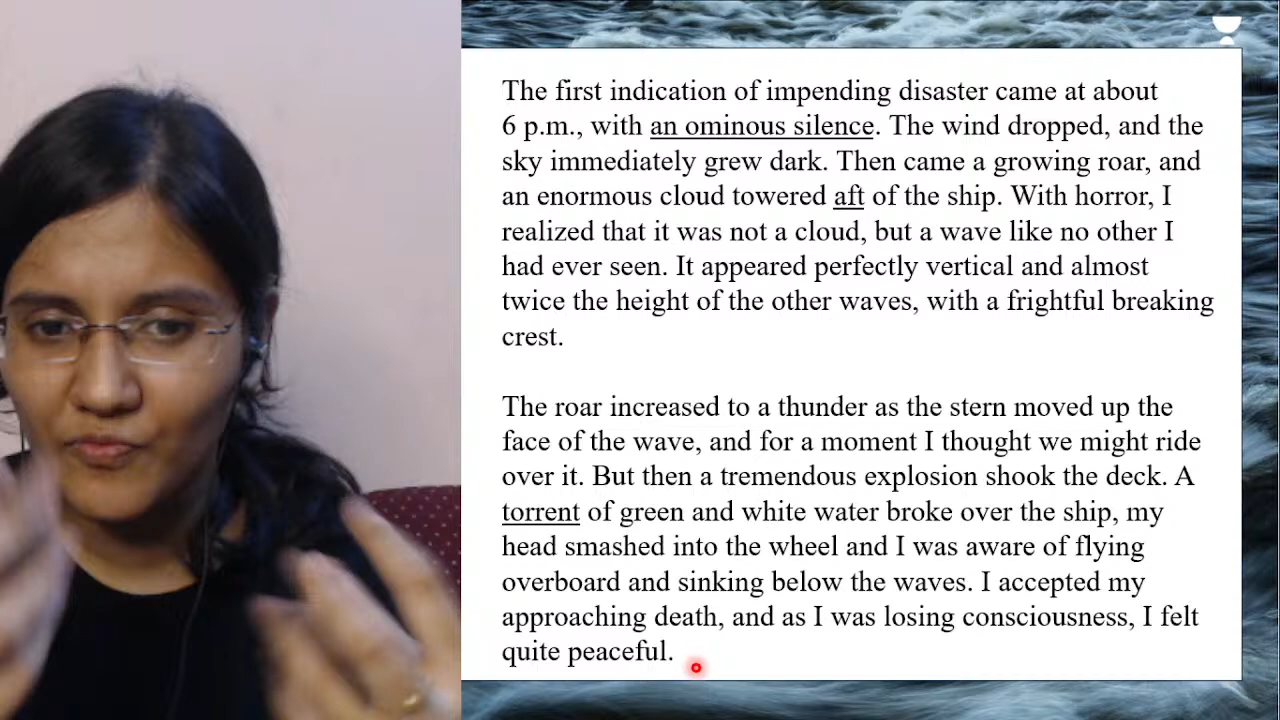 The first indication of impending disaster came at about
6 p.m., with an ominous silence. The wind dropped, and the
sky immediately grew dark. Then came a growing roar, and
an enormous cloud towered aft of the ship. With horror, I
realized that it was not a cloud, but a wave like no other I
had ever seen. It appeared perfectly vertical and almost
twice the height of the other waves, with a frightful breaking
crest.
The roar increased to a thunder as the stern moved up the
face of the wave, and for a moment I thought we might ride
over it. But then a tremendous explosion shook the deck. A
torrent of green and white water broke over the ship, my
head smashed into the wheel and I was aware of flying
overboard and sinking below the waves. I accepted my
approaching death, and as I was losing consciousness, I felt
quite peaceful.